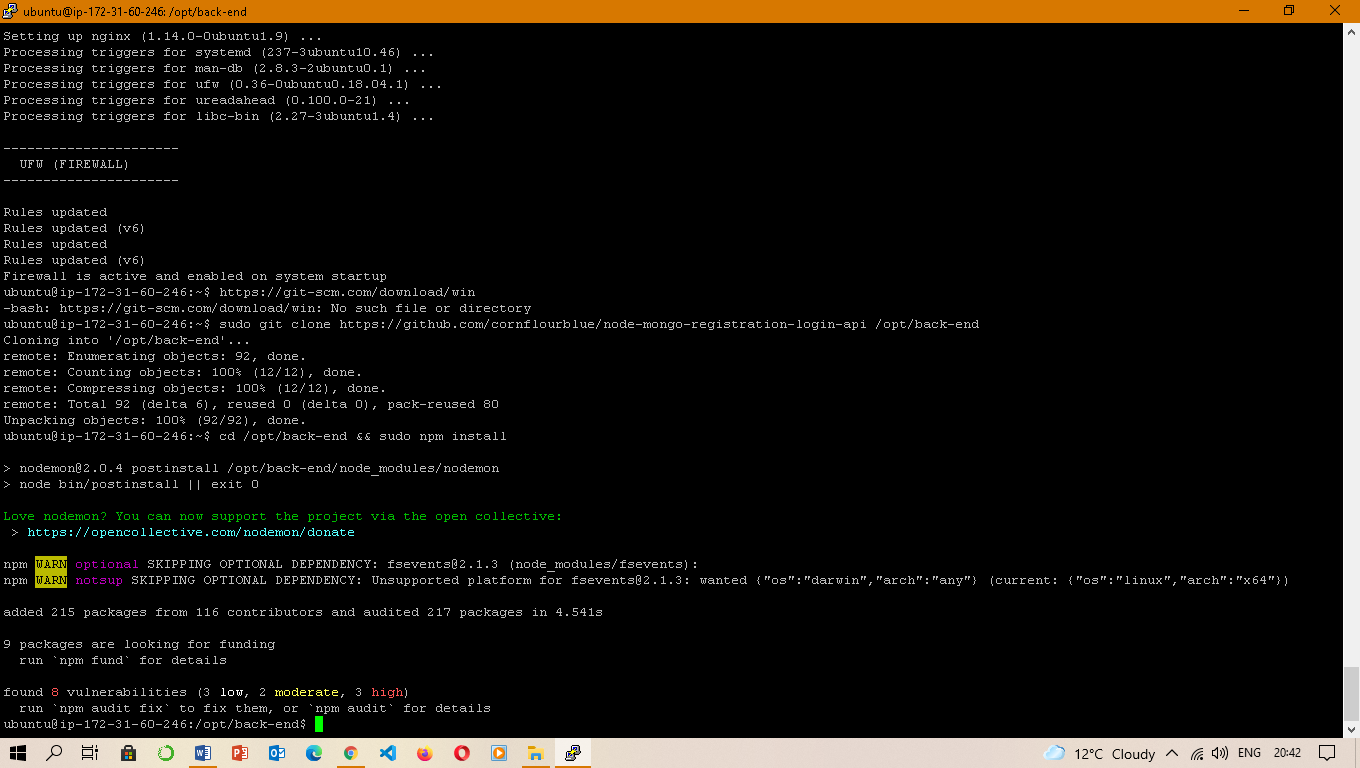 ubuntu@ip-172-31-60-246: /opt/back-end
Setting up nginx (1.14.0-0ubuntu1.9) ...
Processing triggers for systemd (237-3ubuntu10.46) ...
Processing triggers for man-db (2.8.3-2ubuntu0.1) ...
Processing triggers for ufw (0.36-0ubuntu0.18.04.1) ...
Processing triggers for ureadahead (0.100.0-21) ...
Processing triggers for libc-bin (2.27-3ubuntu1.4) ...
----------------------
  UFW (FIREWALL)
----------------------
Rules updated
Rules updated (v6)
Rules updated
Rules updated (v6)
Firewall is active and enabled on system startup
ubuntu@ip-172-31-60-246:~$ https://git-scm.com/download/win
-bash: https://git-scm.com/download/win: No such file or directory
ubuntu@ip-172-31-60-246:~$ sudo git clone https://github.com/cornflourblue/node-mongo-registration-login-api /opt/back-end
Cloning into '/opt/back-end'...
remote: Enumerating objects: 92, done.
remote: Counting objects: 100% (12/12), done.
remote: Compressing objects: 100% (12/12), done.
remote: Total 92 (delta 6), reused 0 (delta 0), pack-reused 80
Unpacking objects: 100% (92/92), done.
ubuntu@ip-172-31-60-246:~$ cd /opt/back-end && sudo npm install
> nodemon@2.0.4 postinstall /opt/back-end/node_modules/nodemon
> node bin/postinstall || exit 0
Love nodemon? You can now support the project via the open collective:
 > https://opencollective.com/nodemon/donate
npm WARN optional SKIPPING OPTIONAL DEPENDENCY: fsevents@2.1.3 (node_modules/fsevents):
npm WARN notsup SKIPPING OPTIONAL DEPENDENCY: Unsupported platform for fsevents@2.1.3: wanted {"os":"darwin","arch":"any"} (current: {"os":"linux","arch":"x64"})
added 215 packages from 116 contributors and audited 217 packages in 4.541s
9 packages are looking for funding
  run `npm fund` for details
found 8 vulnerabilities (3 low, 2 moderate, 3 high)
  run `npm audit fix` to fix them, or `npm audit` for details
ubuntu@ip-172-31-60-246:/opt/back-end$
12°C Cloudy ENG 20:42